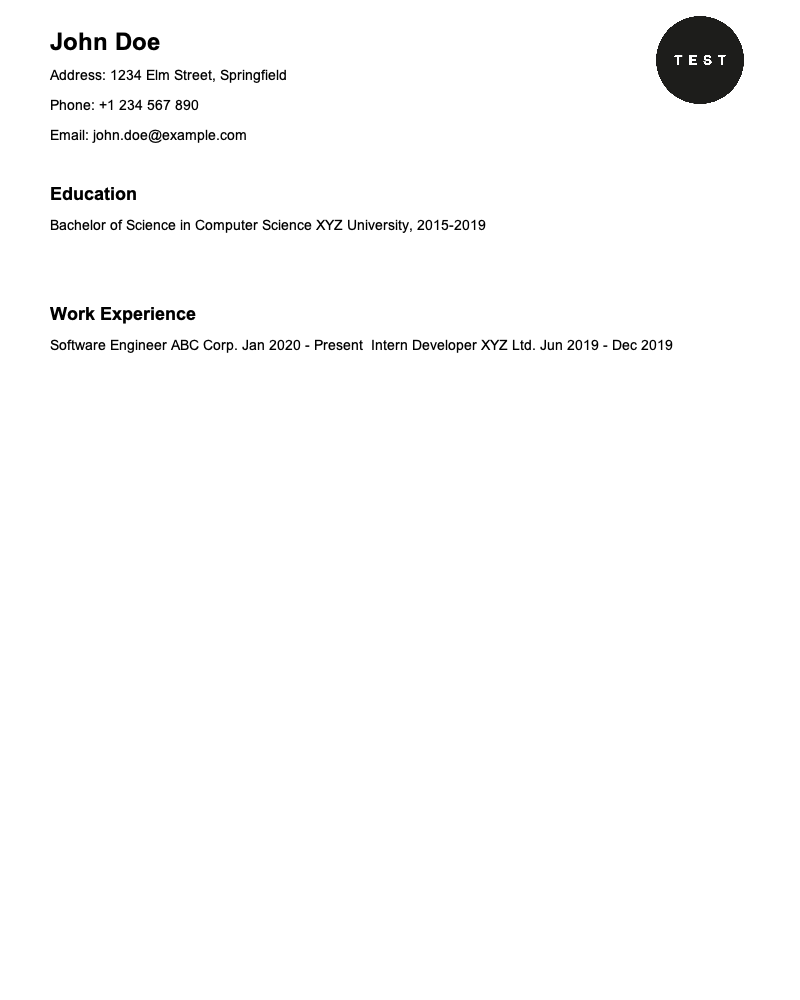 John Doe
TEST
Address: 1234 Elm Street, Springfield
Phone: +1 234 567 890
Email: john.doe@example.com
Education
Bachelor of Science in Computer Science XYZ University, 2015-2019
Work Experience
Software Engineer ABC Corp. Jan 2020 - Present  Intern Developer XYZ Ltd. Jun 2019 - Dec 2019